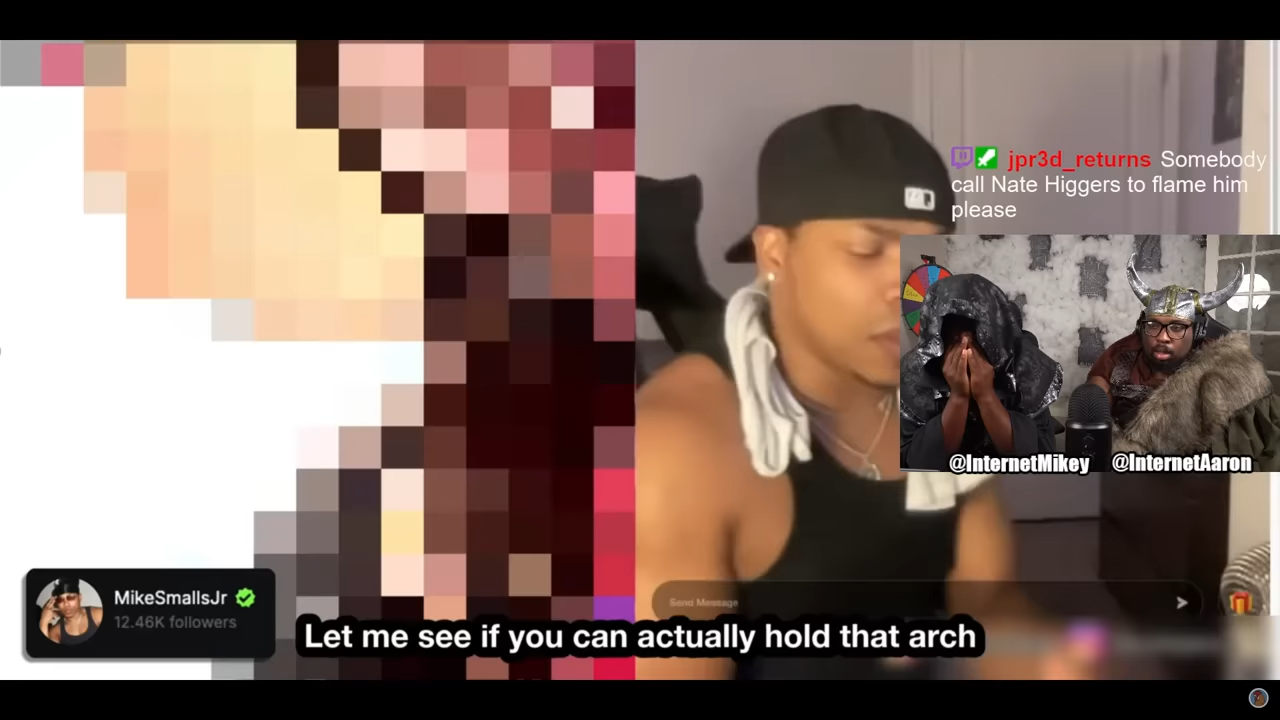 jpr3d_returns Somebody
call Nate Higgers to flame him
please
@InternetMikey @InternetAaron
MikeSmallsJr
12.46K followers
Send Message
Let me see if you can actually hold that arch